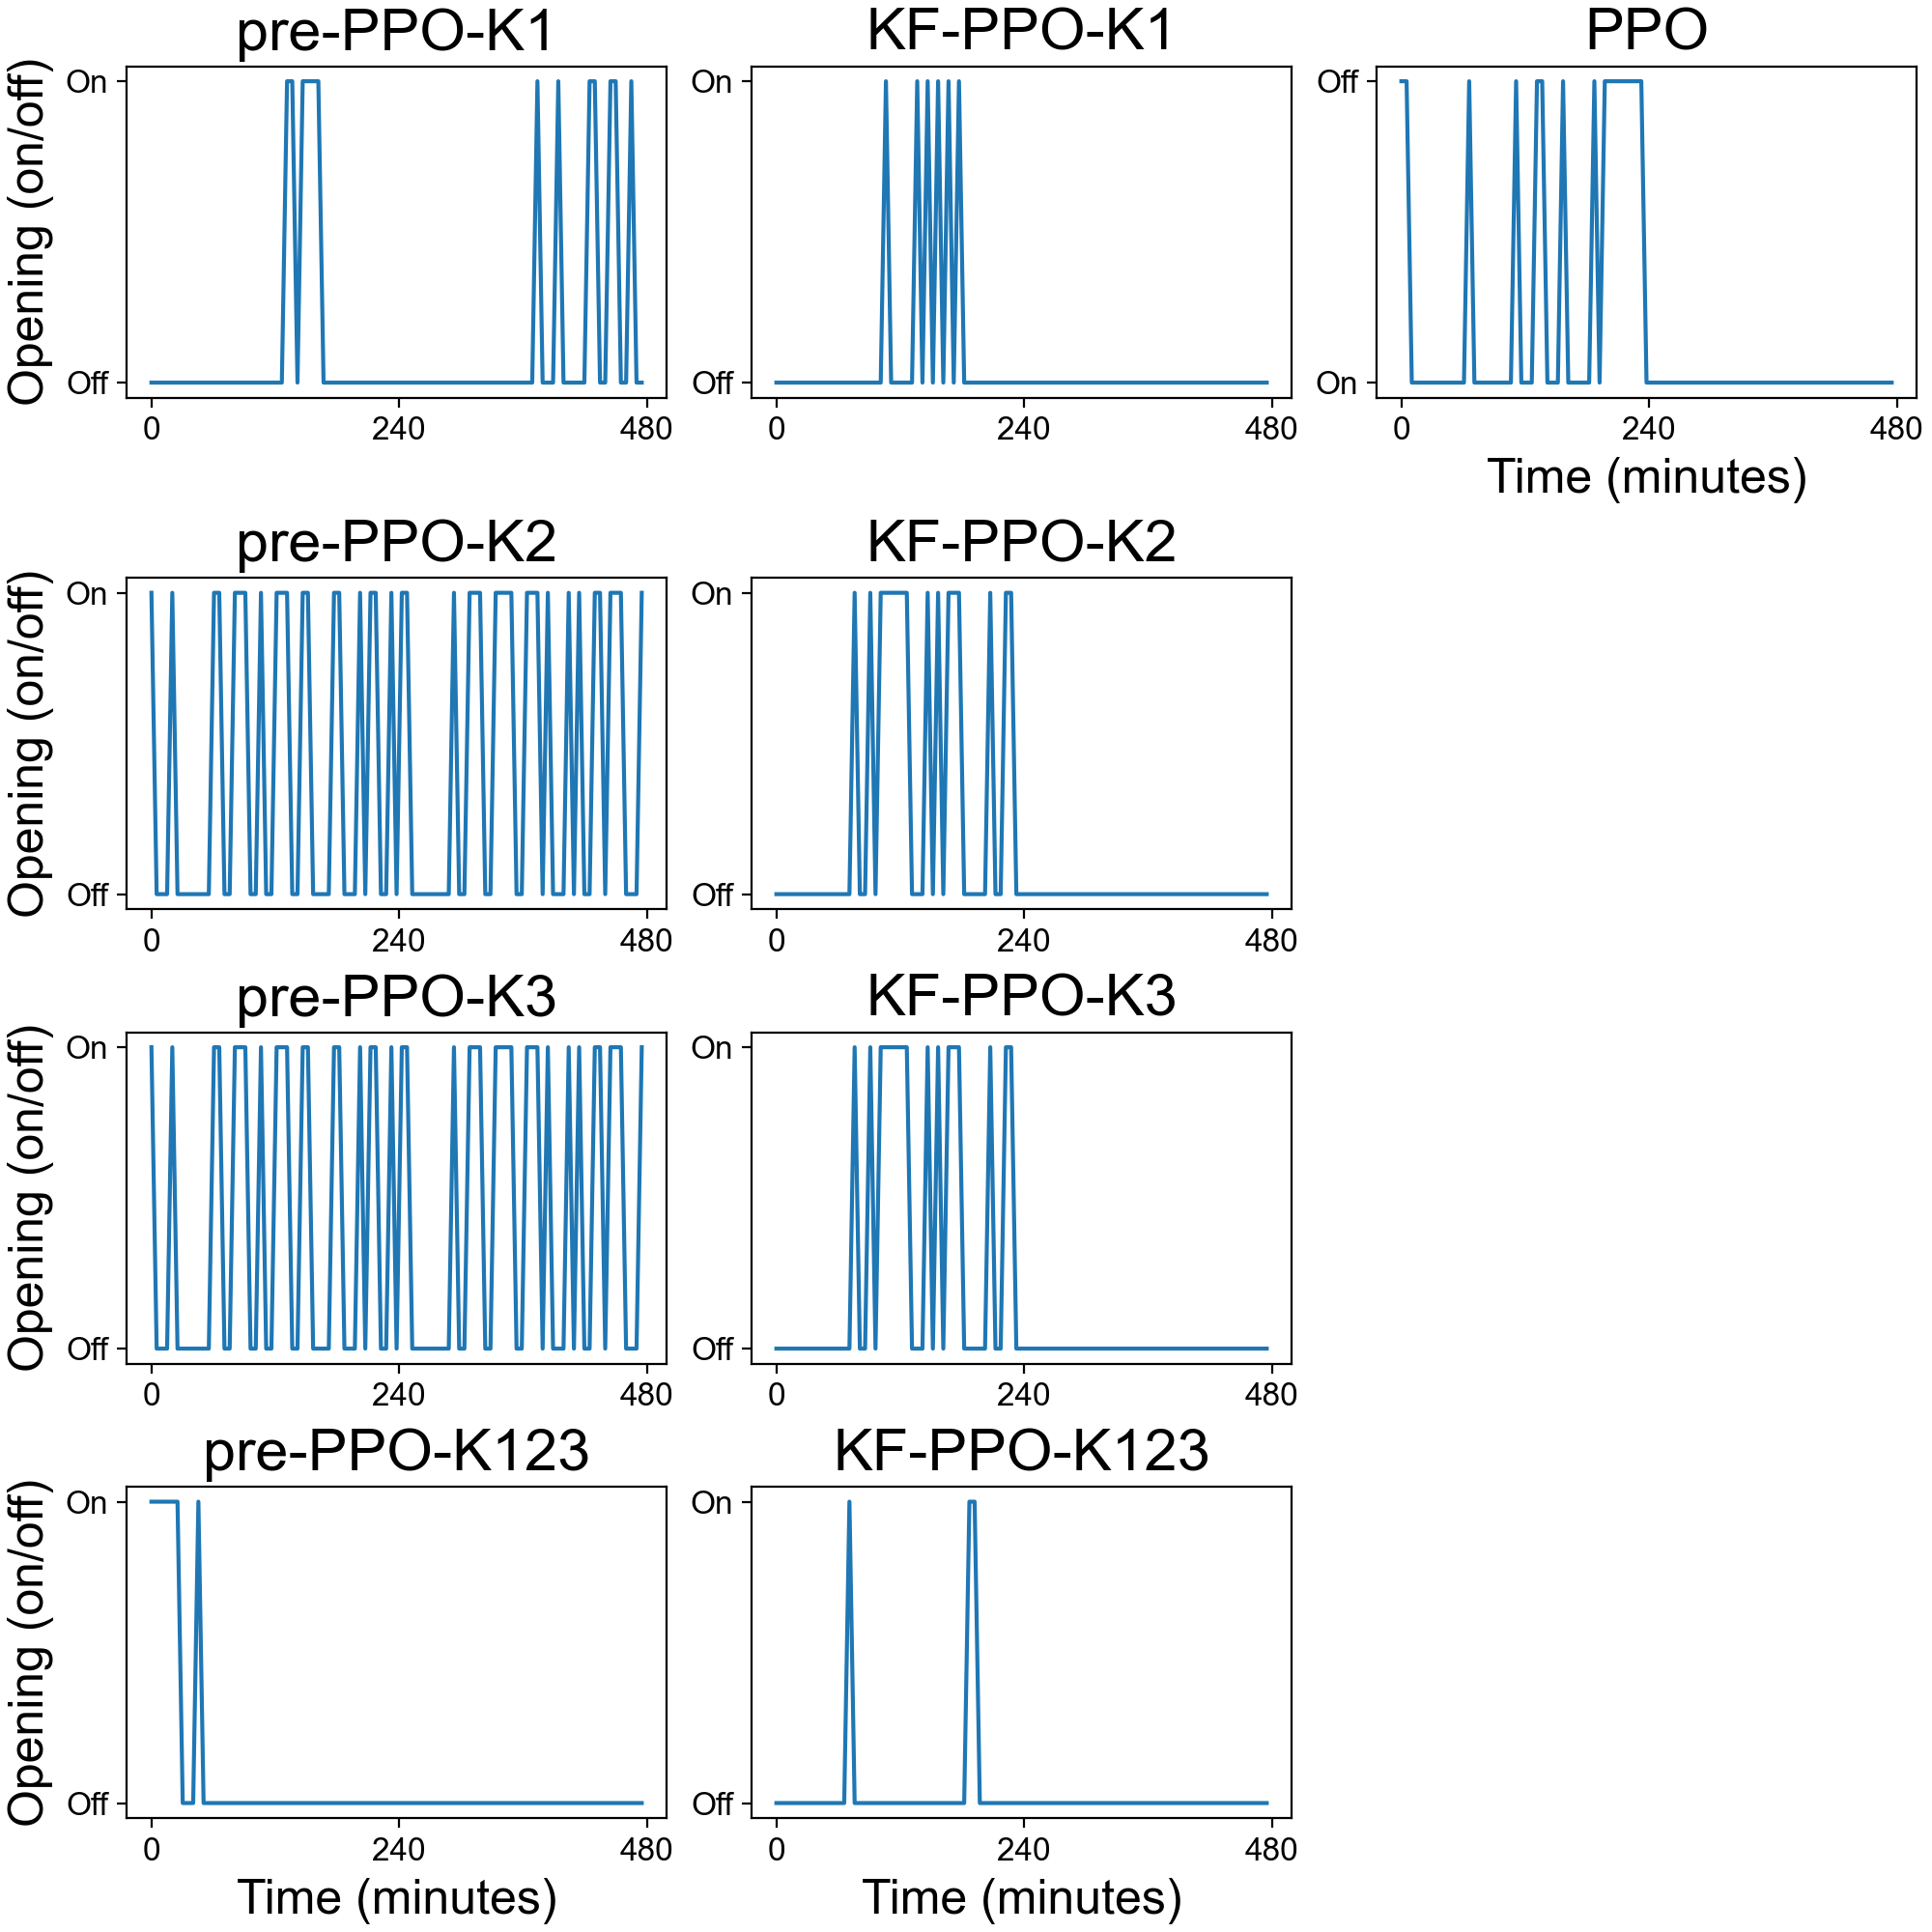 pre-PPO-K1
KF-PPO-K1
PPO
Opening (on/off)
On
Off
0
240
480
On
Off
0
240
480
Off
On
0
240
480
Time (minutes)
pre-PPO-K2
KF-PPO-K2
Opening (on/off)
On
Off
0
240
480
On
Off
0
240
480
pre-PPO-K3
KF-PPO-K3
Opening (on/off)
On
Off
0
240
480
On
Off
0
240
480
pre-PPO-K123
KF-PPO-K123
Opening (on/off)
On
Off
0
240
480
Time (minutes)
On
Off
0
240
480
Time (minutes)